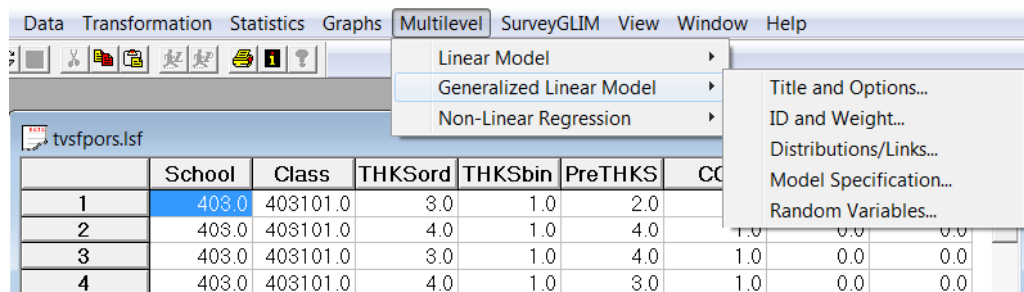 Data Transformation Statistics Graphs Multilevel SurveyGLIM View Window Help
Linear Model
Generalized Linear Model
Non-Linear Regression
Title and Options...
ID and Weight...
Distributions/Links...
Model Specification...
Random Variables...
tvsfpors.lsf
School Class THKSord THKSbin PreTHKS
1 403.0 403101.0 3.0 1.0 2.0
2 403.0 403101.0 4.0 1.0 4.0 1.0 0.0 0.0
3 403.0 403101.0 3.0 1.0 4.0 1.0 0.0 0.0
4 403.0 403101.0 4.0 1.0 3.0 1.0 0.0 0.0